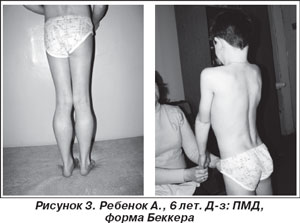 Рисунок 3. Ребенок А., 6 лет. Д-з: ПМД,
форма Беккера